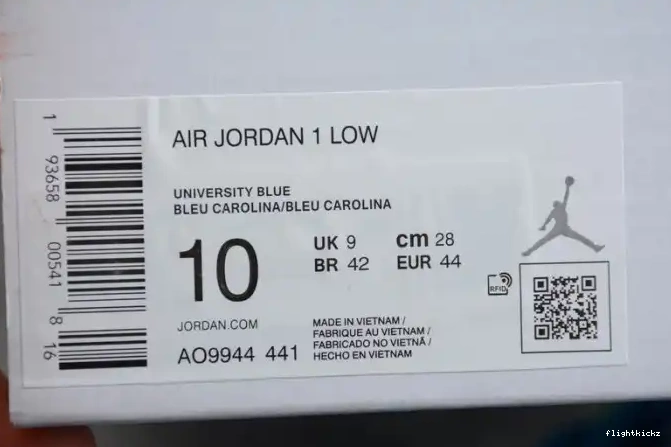 AIR JORDAN 1 LOW
UNIVERSITY BLUE
BLEU CAROLINA/BLEU CAROLINA
10
UK 9 cm 28
BR 42 EUR 44
RFID
JORDAN.COM
AO9944 441
MADE IN VIETNAM /
FABRIQUE AU VIETNAM /
FABRICADO NO VIETNÃ /
HECHO EN VIETNAM
1 93658 00541 8 16
flightkickz